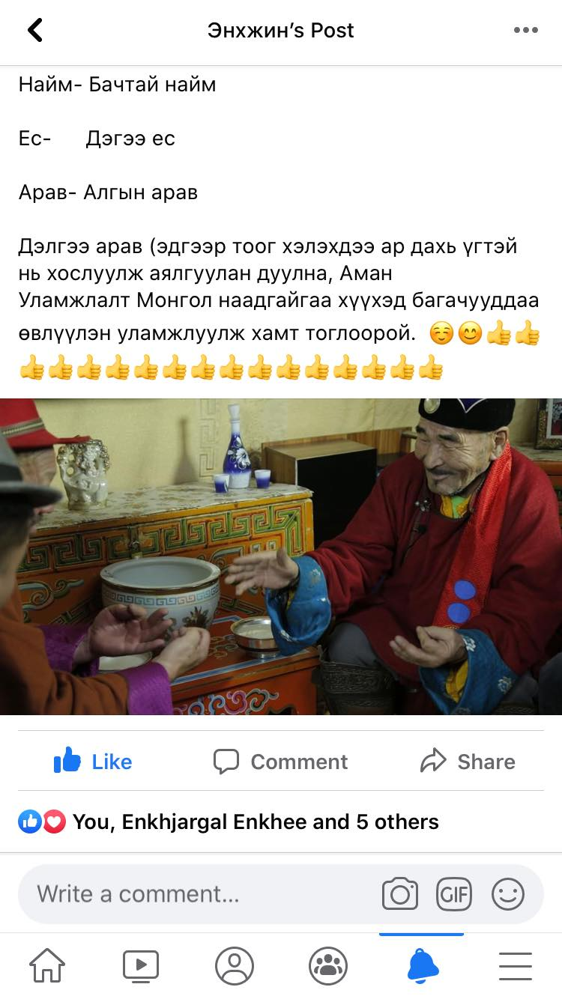 Энхжин's Post
Найм- Бачтай найм
Ес- Дэгээ ес
Арав- Алгын арав
Дэлгээ арав (эдгээр тоог хэлэхдээ ар дахь үгтэй
нь хослуулж аялгуулан дуулна, Аман
Уламжлалт Монгол наадгайгаа хүүхэд багачууддаа
өвлүүлэн уламжлуулж хамт тоглоорой. ☺️😊👍👍
👍👍👍👍👍👍👍👍👍👍👍👍👍👍👍
Like
Comment
Share
You, Enkhjargal Enkhee and 5 others
Write a comment...
GIF